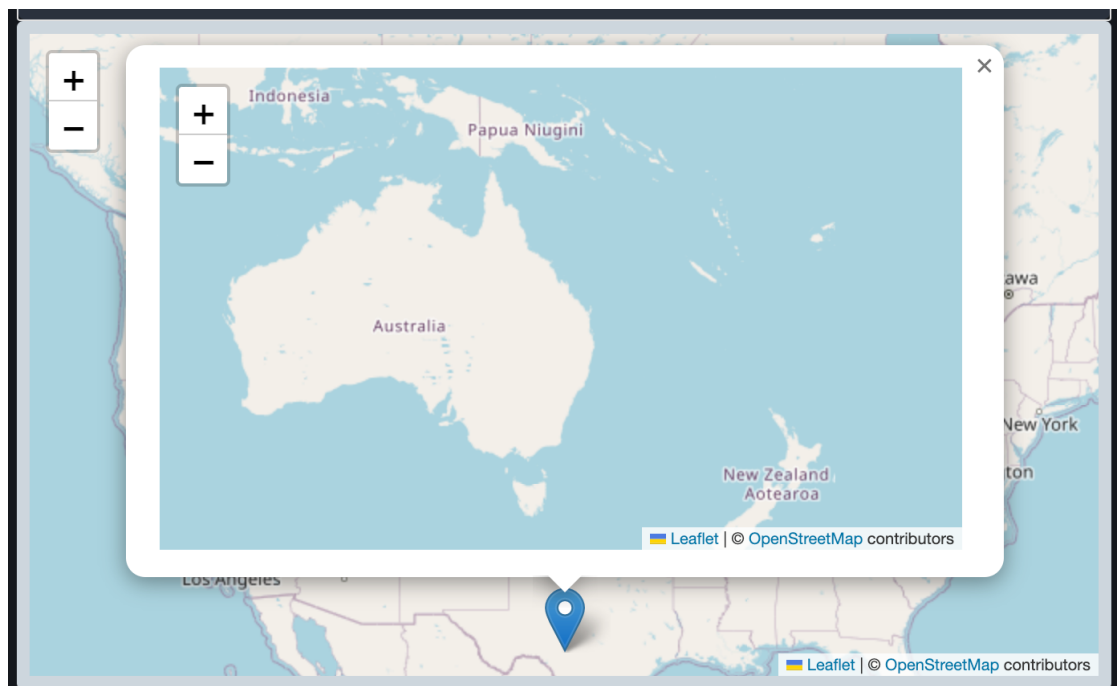 +
−
×
+
−
Indonesia
Papua Niugini
Australia
New Zealand
Aotearoa
Leaflet | © OpenStreetMap contributors
awa
New York
ton
Los Angeles
Leaflet | © OpenStreetMap contributors